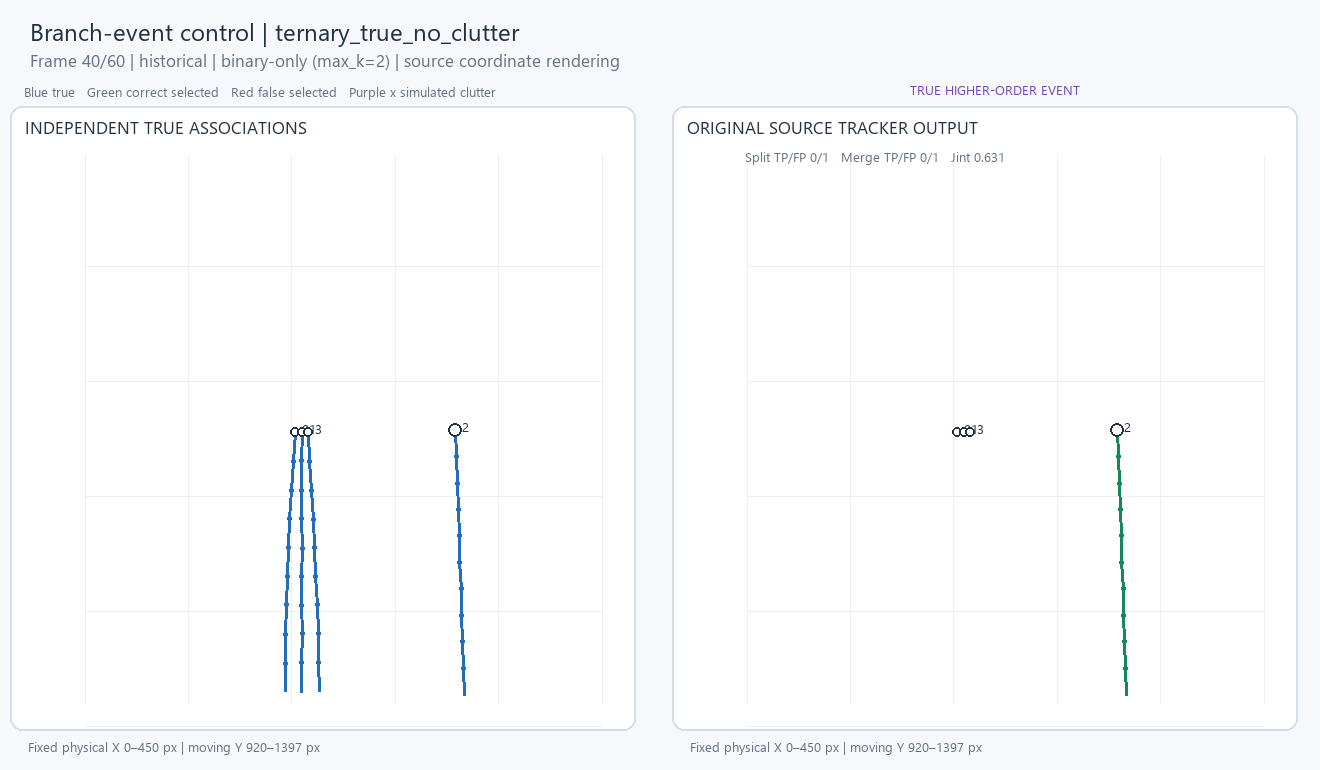 Branch-event control | ternary_true_no_clutter
Frame 40/60 | historical | binary-only (max_k=2) | source coordinate rendering
Blue true Green correct selected Red false selected Purple x simulated clutter
TRUE HIGHER-ORDER EVENT
INDEPENDENT TRUE ASSOCIATIONS
2
Fixed physical X 0–450 px | moving Y 920–1397 px
ORIGINAL SOURCE TRACKER OUTPUT
Split TP/FP 0/1 Merge TP/FP 0/1 Jint 0.631
2
Fixed physical X 0–450 px | moving Y 920–1397 px